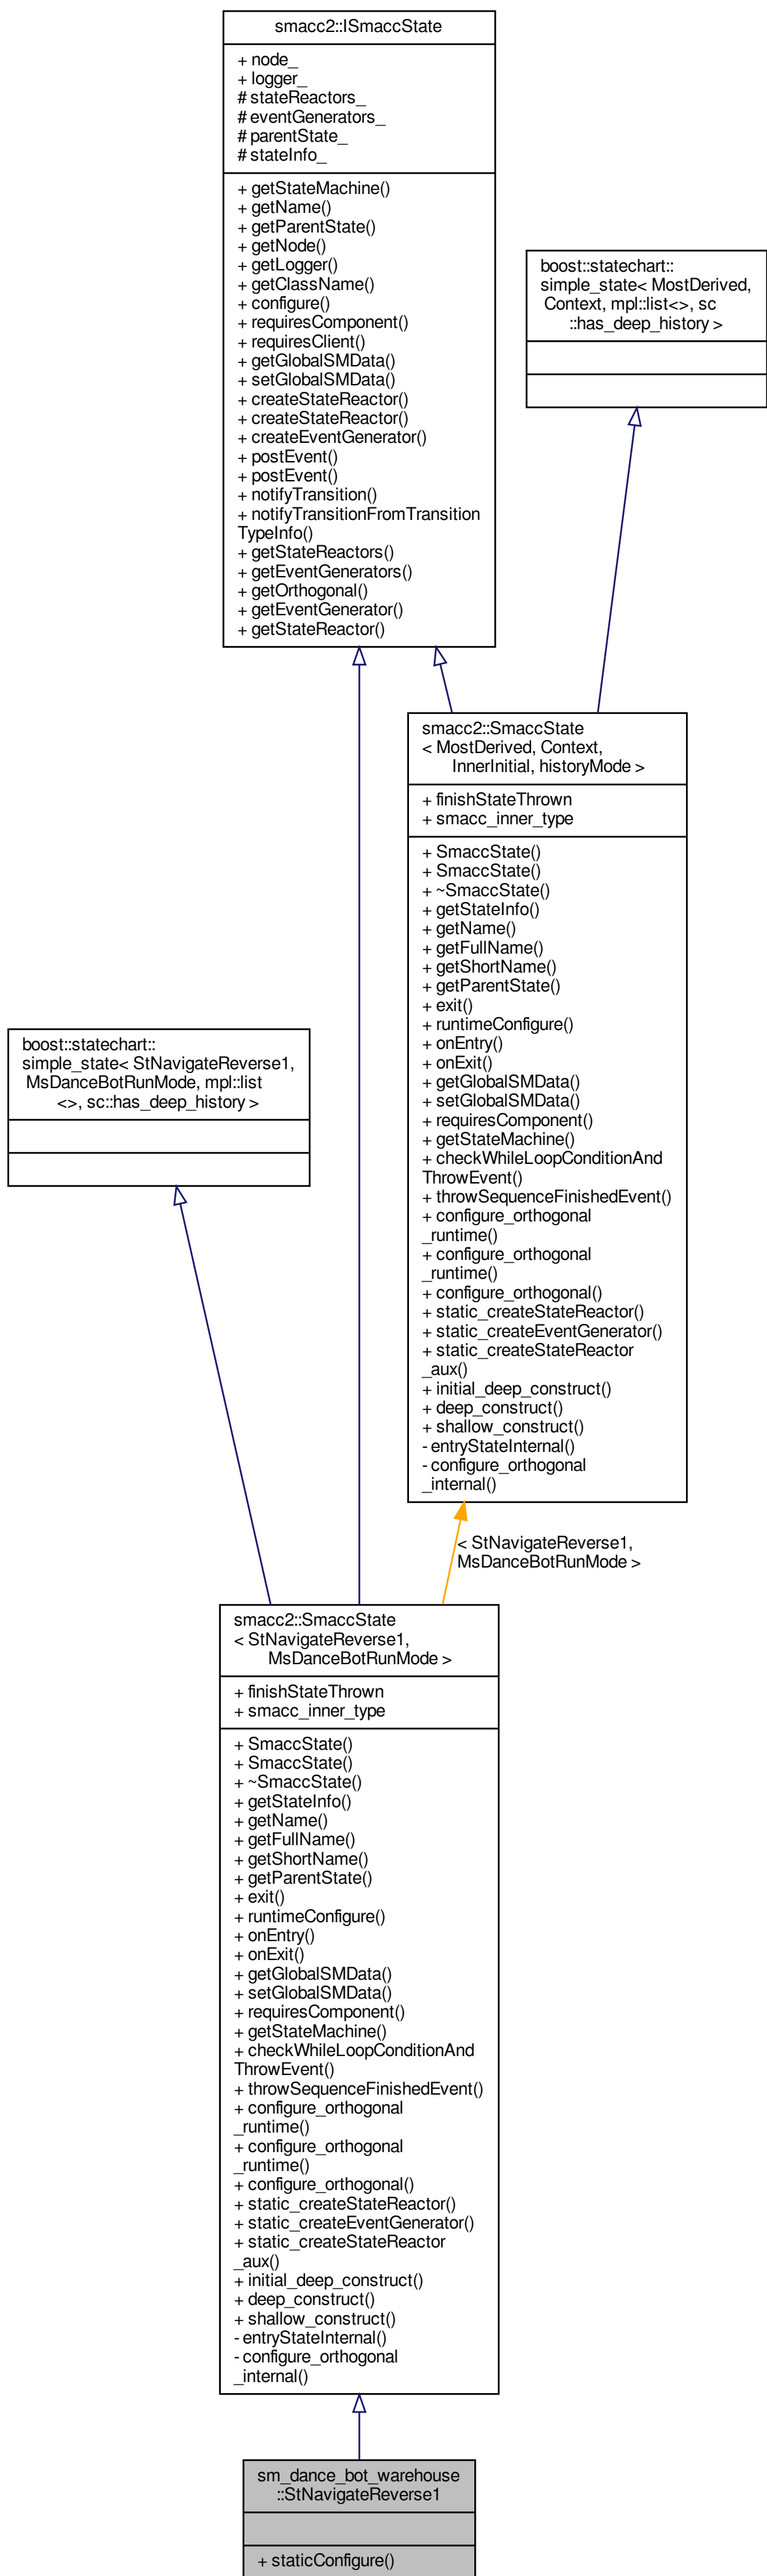 smacc2::ISmaccState
+ node_
+ logger_
# stateReactors_
# eventGenerators_
# parentState_
# stateInfo_
+ getStateMachine()
+ getName()
+ getParentState()
+ getNode()
+ getLogger()
+ getClassName()
+ configure()
+ requiresComponent()
+ requiresClient()
+ getGlobalSMData()
+ setGlobalSMData()
+ createStateReactor()
+ createStateReactor()
+ createEventGenerator()
+ postEvent()
+ postEvent()
+ notifyTransition()
+ notifyTransitionFromTransition
TypeInfo()
+ getStateReactors()
+ getEventGenerators()
+ getOrthogonal()
+ getEventGenerator()
+ getStateReactor()
boost::statechart::
simple_state< MostDerived,
Context, mpl::list<>, sc
::has_deep_history >
smacc2::SmaccState
< MostDerived, Context,
InnerInitial, historyMode >
+ finishStateThrown
+ smacc_inner_type
+ SmaccState()
+ SmaccState()
+ ~SmaccState()
+ getStateInfo()
+ getName()
+ getFullName()
+ getShortName()
+ getParentState()
+ exit()
+ runtimeConfigure()
+ onEntry()
+ onExit()
+ getGlobalSMData()
+ setGlobalSMData()
+ requiresComponent()
+ getStateMachine()
+ checkWhileLoopConditionAnd
ThrowEvent()
+ throwSequenceFinishedEvent()
+ configure_orthogonal
_runtime()
+ configure_orthogonal
_runtime()
+ configure_orthogonal()
+ static_createStateReactor()
+ static_createEventGenerator()
+ static_createStateReactor
_aux()
+ initial_deep_construct()
+ deep_construct()
+ shallow_construct()
- entryStateInternal()
- configure_orthogonal
_internal()
boost::statechart::
simple_state< StNavigateReverse1,
MsDanceBotRunMode, mpl::list
<>, sc::has_deep_history >
< StNavigateReverse1,
MsDanceBotRunMode >
smacc2::SmaccState
< StNavigateReverse1,
MsDanceBotRunMode >
+ finishStateThrown
+ smacc_inner_type
+ SmaccState()
+ SmaccState()
+ ~SmaccState()
+ getStateInfo()
+ getName()
+ getFullName()
+ getShortName()
+ getParentState()
+ exit()
+ runtimeConfigure()
+ onEntry()
+ onExit()
+ getGlobalSMData()
+ setGlobalSMData()
+ requiresComponent()
+ getStateMachine()
+ checkWhileLoopConditionAnd
ThrowEvent()
+ throwSequenceFinishedEvent()
+ configure_orthogonal
_runtime()
+ configure_orthogonal
_runtime()
+ configure_orthogonal()
+ static_createStateReactor()
+ static_createEventGenerator()
+ static_createStateReactor
_aux()
+ initial_deep_construct()
+ deep_construct()
+ shallow_construct()
- entryStateInternal()
- configure_orthogonal
_internal()
sm_dance_bot_warehouse
::StNavigateReverse1
+ staticConfigure()